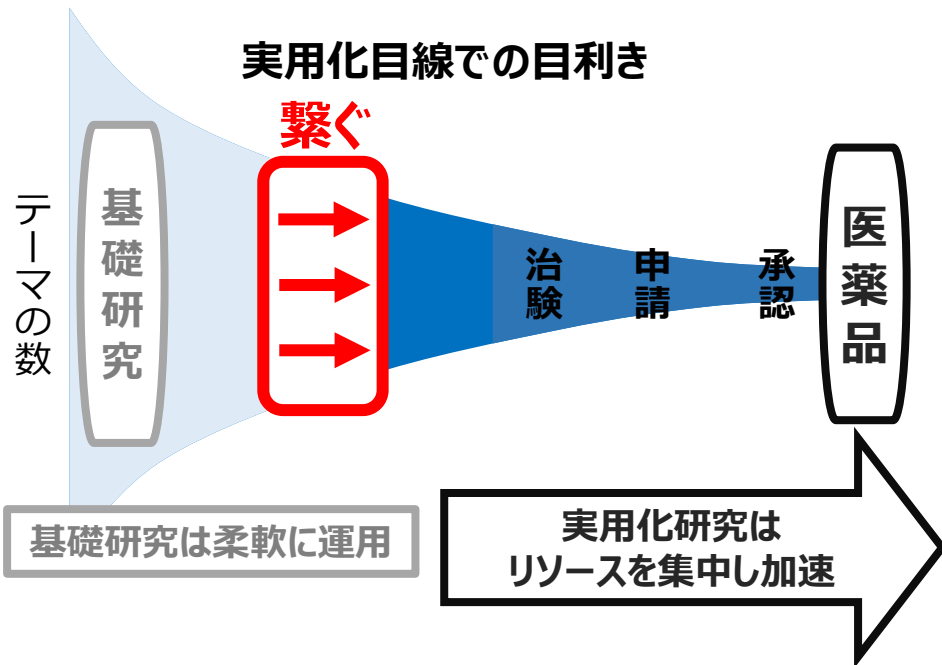 実用化目線での目利き
繋ぐ
テーマの数
基礎研究
治験
申請
承認
医薬品
基礎研究は柔軟に運用
実用化研究は
リソースを集中し加速